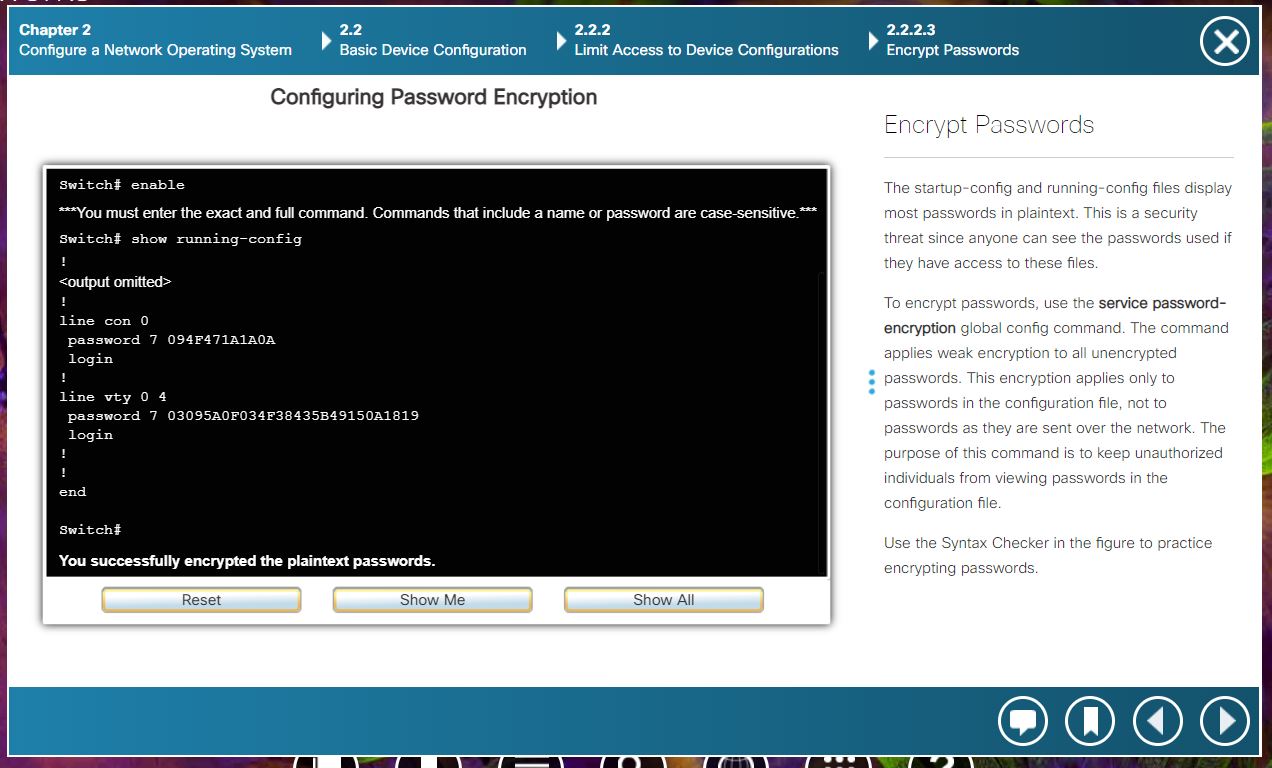 Chapter 2
Configure a Network Operating System
2.2
Basic Device Configuration
2.2.2
Limit Access to Device Configurations
2.2.2.3
Encrypt Passwords
Configuring Password Encryption
Switch# enable
***You must enter the exact and full command. Commands that include a name or password are case-sensitive.***
Switch# show running-config
!
<output omitted>
!
line con 0
password 7 094F471A1A0A
login
!
line vty 0 4
password 7 03095A0F034F38435B49150A1819
login
!
!
end
Switch#
You successfully encrypted the plaintext passwords.
Reset
Show Me
Show All
Encrypt Passwords
The startup-config and running-config files display
most passwords in plaintext. This is a security
threat since anyone can see the passwords used if
they have access to these files.
To encrypt passwords, use the service password-
encryption global config command. The command
applies weak encryption to all unencrypted
passwords. This encryption applies only to
passwords in the configuration file, not to
passwords as they are sent over the network. The
purpose of this command is to keep unauthorized
individuals from viewing passwords in the
configuration file.
Use the Syntax Checker in the figure to practice
encrypting passwords.